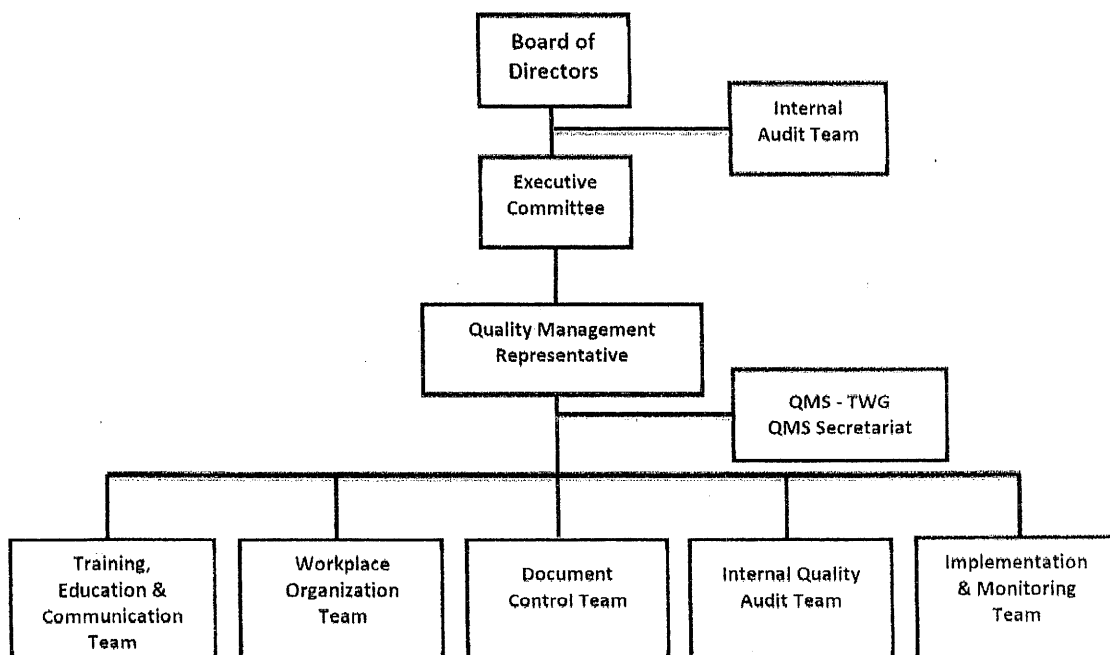 Board of
Directors
Internal
Audit Team
Executive
Committee
Quality Management
Representative
QMS - TWG
QMS Secretariat
Training,
Education &
Communication
Team
Workplace
Organization
Team
Document
Control Team
Internal Quality
Audit Team
Implementation
& Monitoring
Team